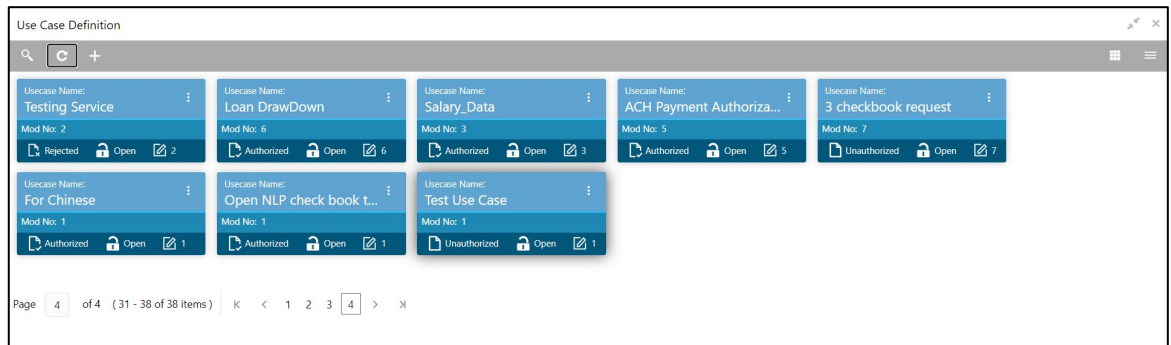 Use Case Definition
Usecase Name: Usecase Name: Usecase Name: Usecase Name: Usecase Name:
Testing Service Loan DrawDown Salary_Data ACH Payment Authoriza... 3 checkbook request
Mod No: 2 Mod No: 6 Mod No: 3 Mod No: 5 Mod No: 7
Rejected Open 2 Authorized Open 6 Authorized Open 3 Authorized Open 5 Unauthorized Open 7
Usecase Name: Usecase Name: Usecase Name:
For Chinese Open NLP check book t... Test Use Case
Mod No: 1 Mod No: 1 Mod No: 1
Authorized Open 1 Authorized Open 1 Unauthorized Open 1
Page 4 of 4 (31 - 38 of 38 items) 1 2 3 4